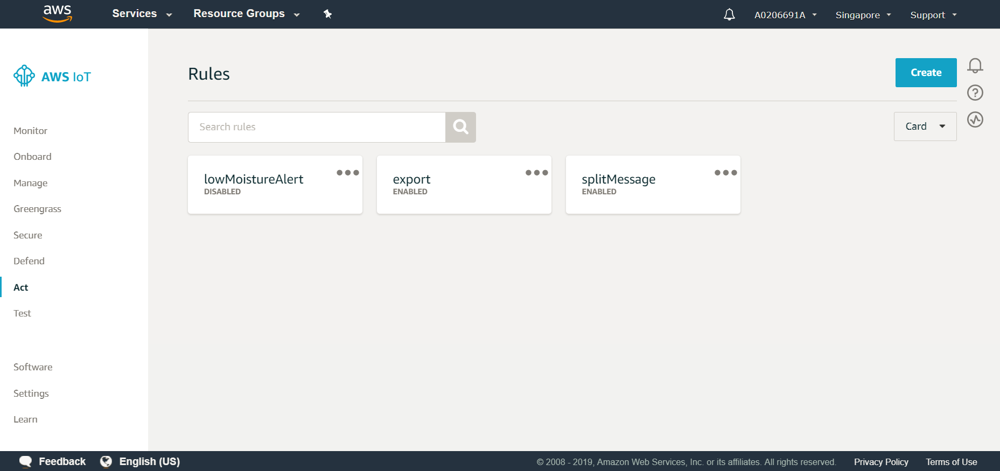 aws Services Resource Groups A0206691A Singapore Support
AWS IoT
Monitor
Onboard
Manage
Greengrass
Secure
Defend
Act
Test
Software
Settings
Learn
Rules
Create
Search rules
Card
lowMoistureAlert
DISABLED
export
ENABLED
splitMessage
ENABLED
Feedback English (US) © 2008 - 2019, Amazon Web Services, Inc. or its affiliates. All rights reserved. Privacy Policy Terms of Use